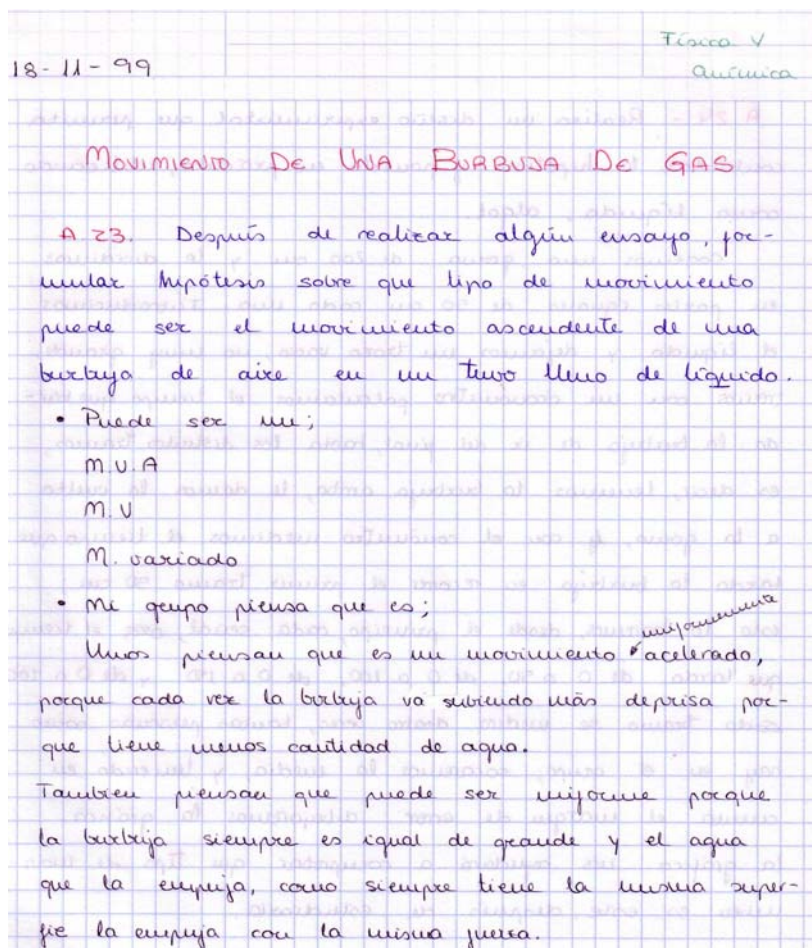 Física y
18-11-99
Química
MOVIMIENTO DE UNA BURBUJA DE GAS
A 23. Después de realizar algún ensayo, for-
mular hipótesis sobre que tipo de movimiento
puede ser el movimiento ascendente de una
burbuja de aire en un tuvo lleno de líquido.
• Puede ser un;
M.U.A
M.U
M. variado
• mi grupo piensa que es;
uniformemente
Unos piensan que es un movimiento acelerado,
porque cada vez la burbuja vá subiendo más deprisa por-
que tiene menos cantidad de agua.
Tambien piensan que puede ser uniforme porque
la burbuja siempre es igual de grande y el agua
que la empuja, como siempre tiene la misma super-
fie la empuja con la misma fuerza.